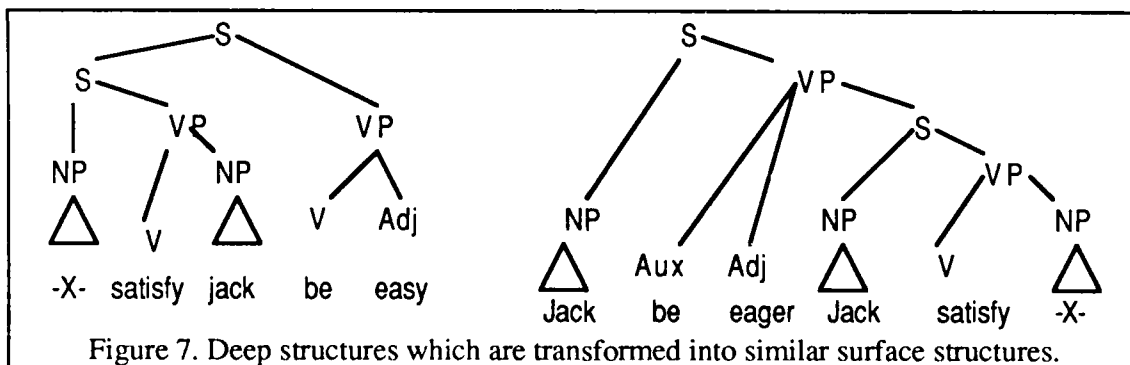 S S
S VP
VP VP S
NP NP VP
V Adj NP NP NP
V Aux Adj V
-X- satisfy jack be easy
Jack be eager Jack satisfy -X-
Figure 7. Deep structures which are transformed into similar surface structures.